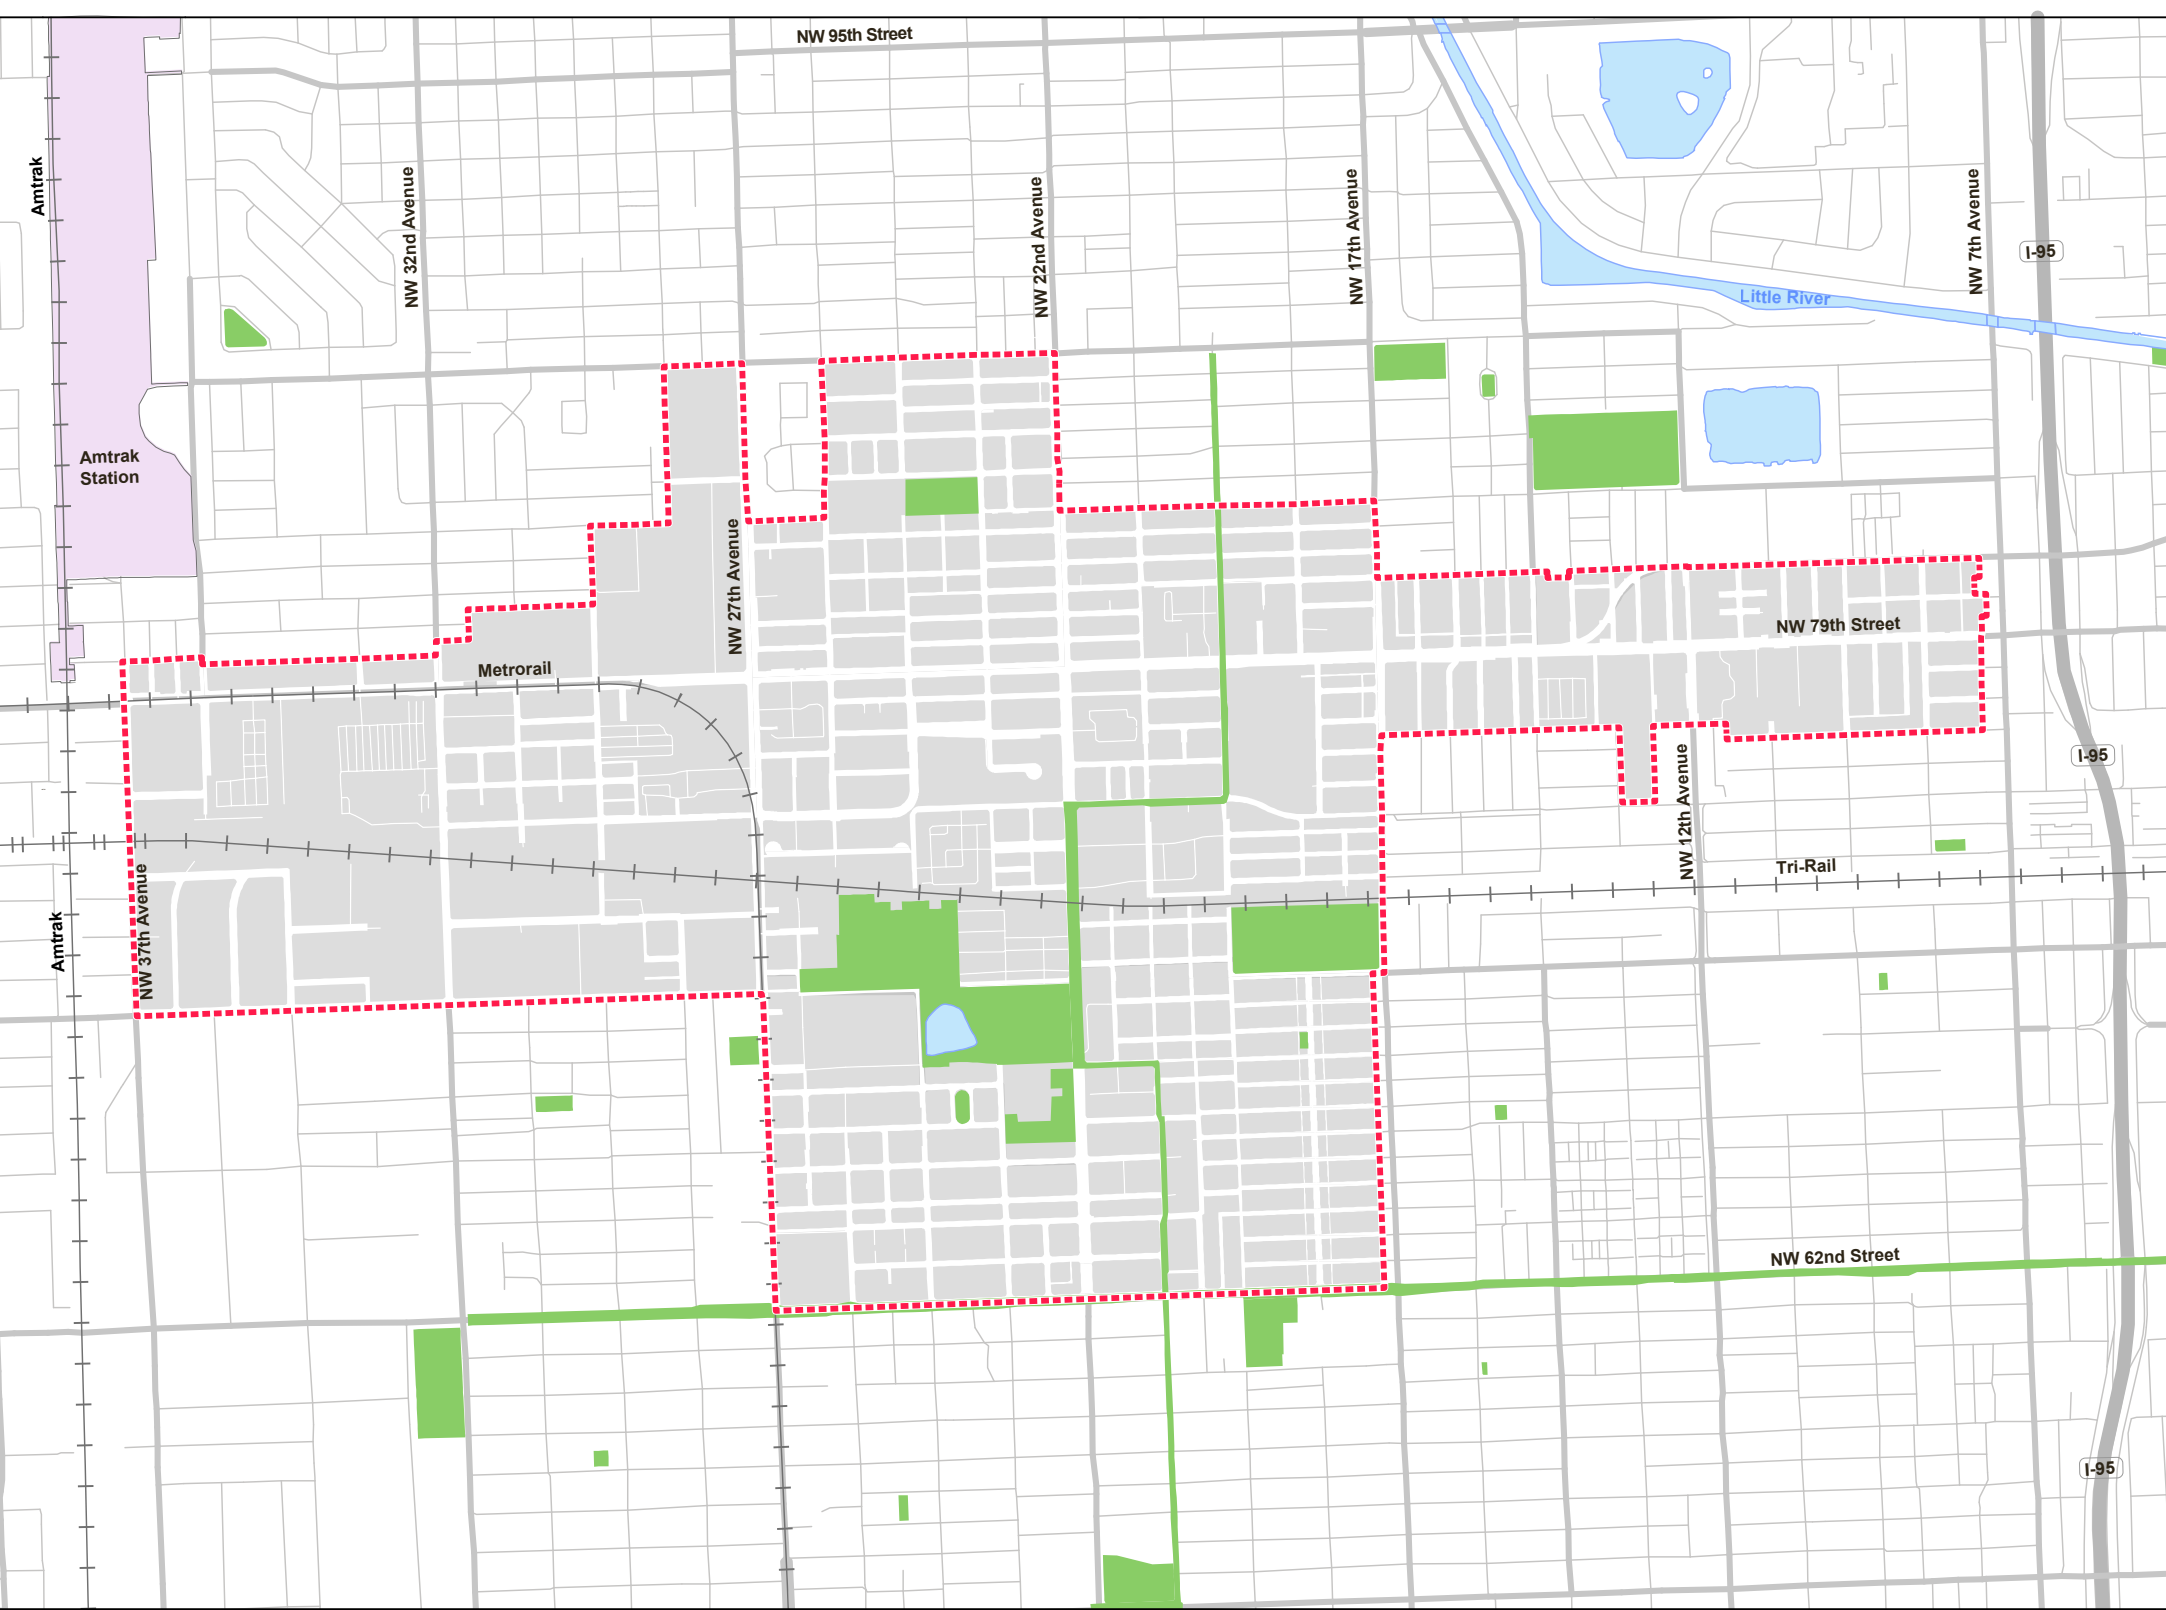 NW 95th Street
Amtrak
NW 32nd Avenue
NW 22nd Avenue
NW 17th Avenue
NW 7th Avenue
I-95
Little River
Amtrak
Station
NW 27th Avenue
NW 79th Street
Metrorail
NW 12th Avenue
I-95
Tri-Rail
NW 37th Avenue
Amtrak
NW 62nd Street
I-95